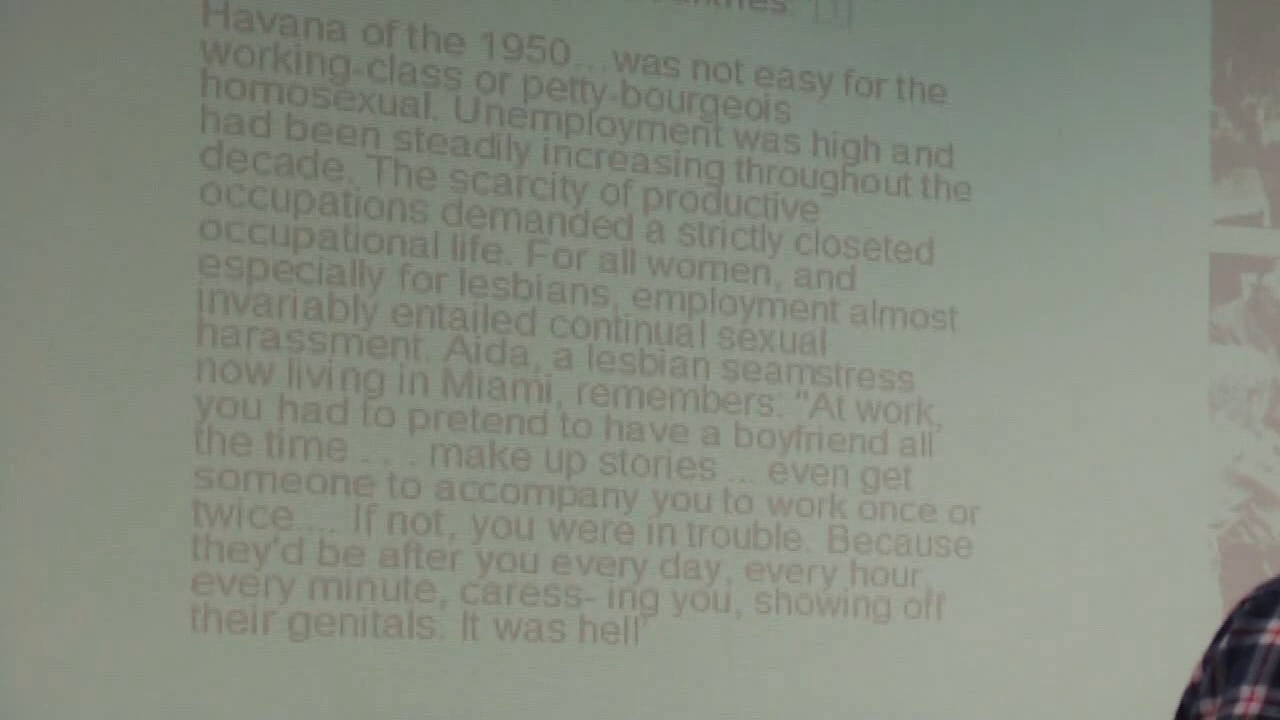 [1]
Havana of the 1950... was not easy for the
working-class or petty-bourgeois
homosexual. Unemployment was high and
had been steadily increasing throughout the
decade. The scarcity of productive
occupations demanded a strictly closeted
occupational life. For all women, and
especially for lesbians, employment almost
invariably entailed continual sexual
harassment. Aida, a lesbian seamstress
now living in Miami, remembers: "At work,
you had to pretend to have a boyfriend all
the time . . . make up stories ... even get
someone to accompany you to work once or
twice.... If not, you were in trouble. Because
they'd be after you every day, every hour,
every minute, caress- ing you, showing off
their genitals. It was hell"